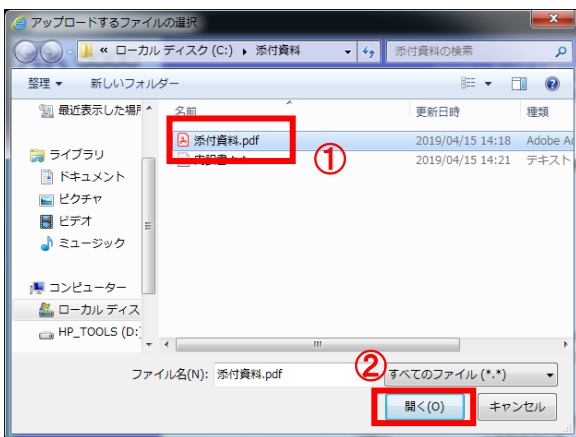 アップロードするファイルの選択
« ローカル ディスク (C:) ▸ 添付資料
添付資料の検索
整理 ▼ 新しいフォルダー
最近表示した場所
名前 更新日時 種類
添付資料.pdf 2019/04/15 14:18 Adobe Ac
① 2019/04/15 14:21 テキスト
ライブラリ
ドキュメント
ピクチャ
ビデオ
ミュージック
コンピューター
ローカル ディス
HP_TOOLS (D:
ファイル名(N): 添付資料.pdf
② すべてのファイル (*.*)
開く(O) キャンセル